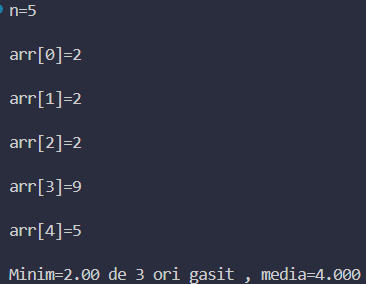 n=5
arr[0]=2
arr[1]=2
arr[2]=2
arr[3]=9
arr[4]=5
Minim=2.00 de 3 ori gasit , media=4.000